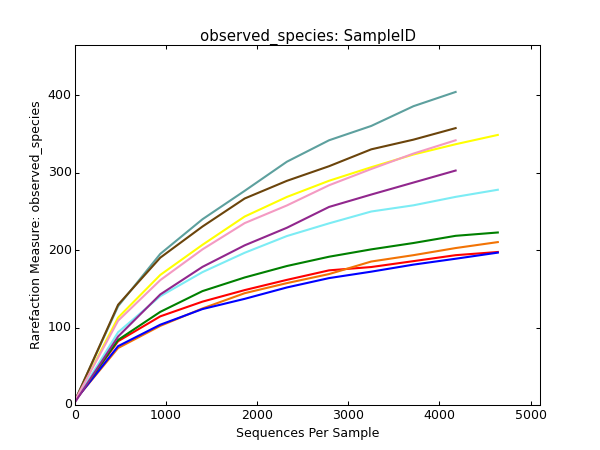 observed_species: SampleID
Rarefaction Measure: observed_species
400
300
200
100
0
0 1000 2000 3000 4000 5000
Sequences Per Sample